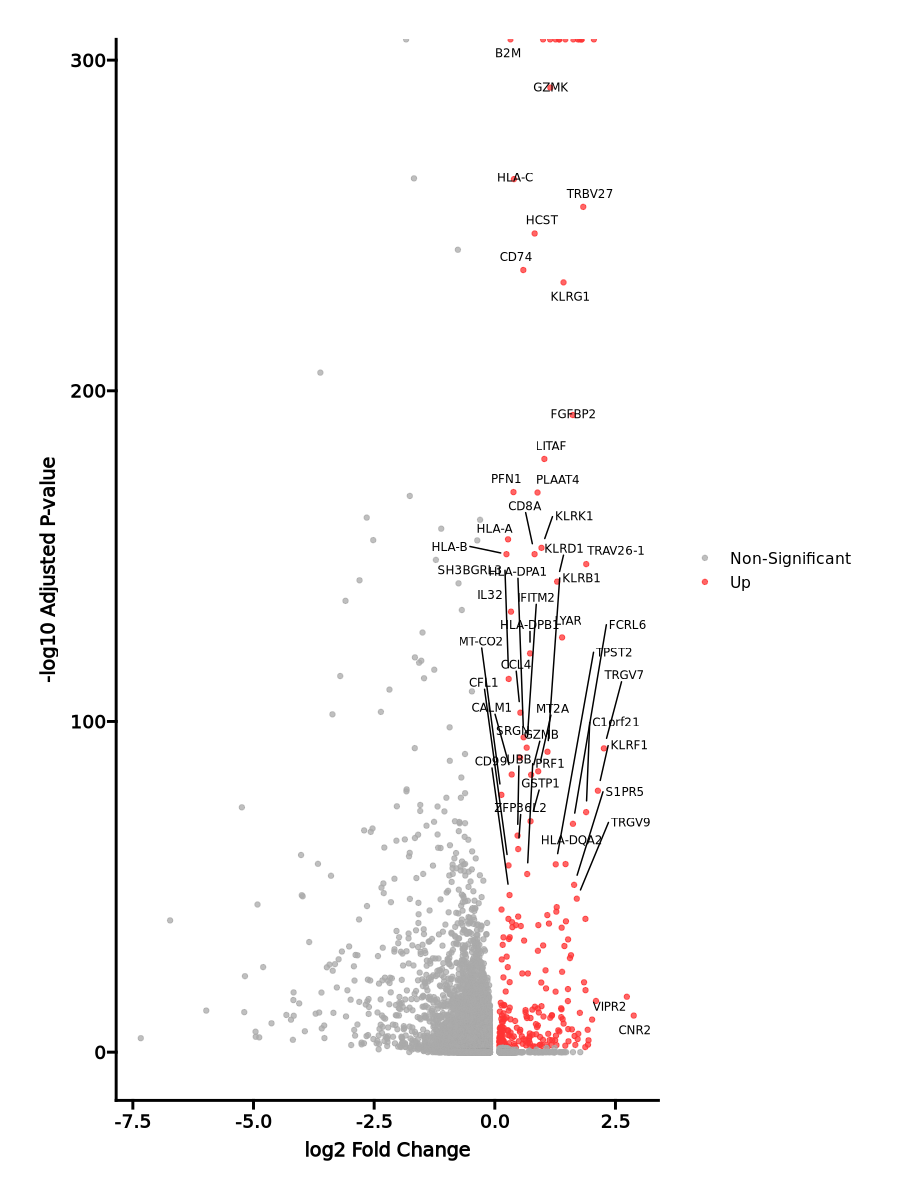 300
B2M
GZMK
HLA-C
TRBV27
HCST
CD74
KLRG1
200
FGFBP2
LITAF
PFN1
PLAAT4
CD8A
KLRK1
HLA-A
HLA-B
KLRD1
TRAV26-1
Non-Significant
SH3BGRL3
HLA-DPA1
KLRB1
Up
IL32
IFITM2
HLA-DPB1
LYAR
FCRL6
MT-CO2
TPST2
CCL4
TRGV7
CFL1
CALM1
MT2A
100
C1orf21
SRGN
GZMB
KLRF1
CD99
UBB
PRF1
GSTP1
S1PR5
ZFP36L2
TRGV9
HLA-DQA2
VIPR2
CNR2
0
-7.5
-5.0
-2.5
0.0
2.5
log2 Fold Change
-log10 Adjusted P-value